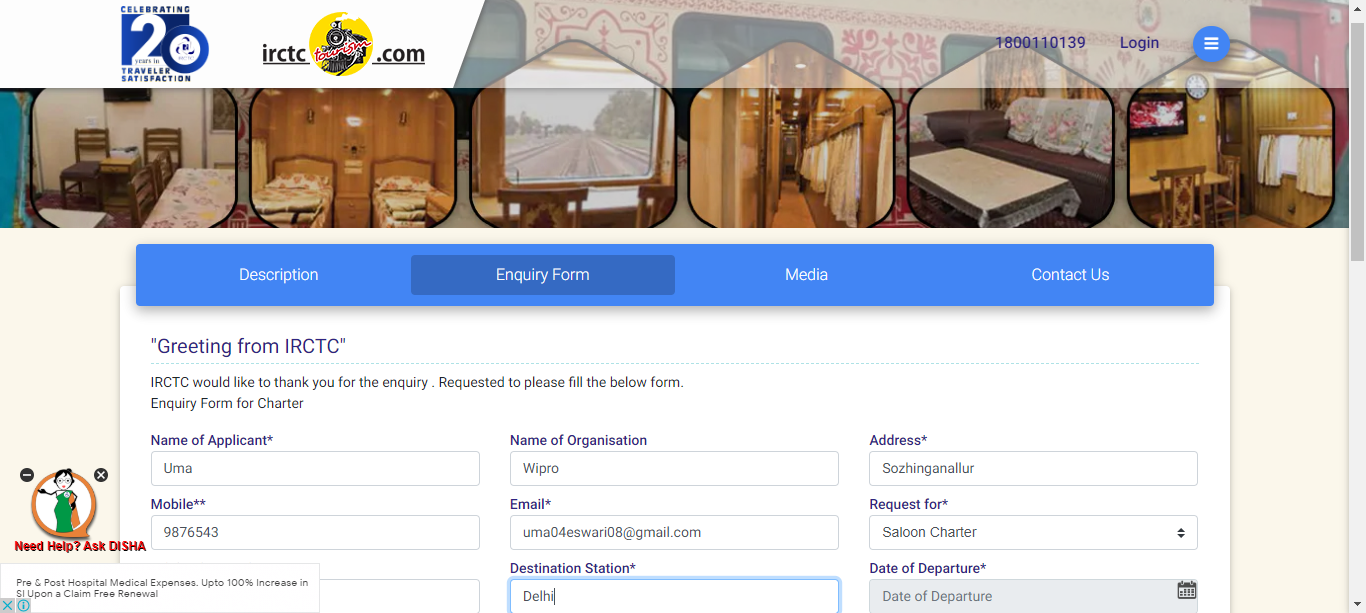 CELEBRATING
20
years in
TRAVELER
SATISFACTION
irctc tourism .com
1800110139 Login
Description Enquiry Form Media Contact Us
"Greeting from IRCTC"
IRCTC would like to thank you for the enquiry . Requested to please fill the below form.
Enquiry Form for Charter
Name of Applicant* Name of Organisation Address*
Uma Wipro Sozhinganallur
Mobile** Email* Request for*
9876543 uma04eswari08@gmail.com Saloon Charter
Need Help? Ask DISHA
Destination Station* Date of Departure*
Delhi Date of Departure
Pre & Post Hospital Medical Expenses. Upto 100% Increase in
SI Upon a Claim Free Renewal